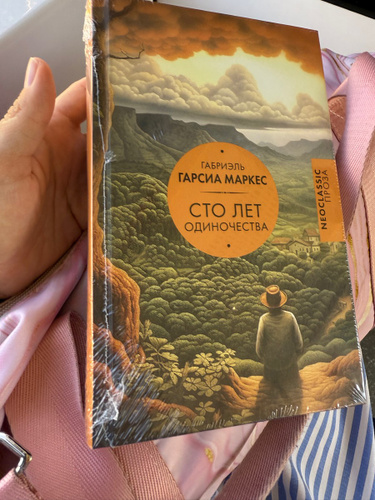 ГАБРИЭЛЬ
ГАРСИА МАРКЕС
СТО ЛЕТ
ОДИНОЧЕСТВА
NEOCLASSIC
ПРОЗА